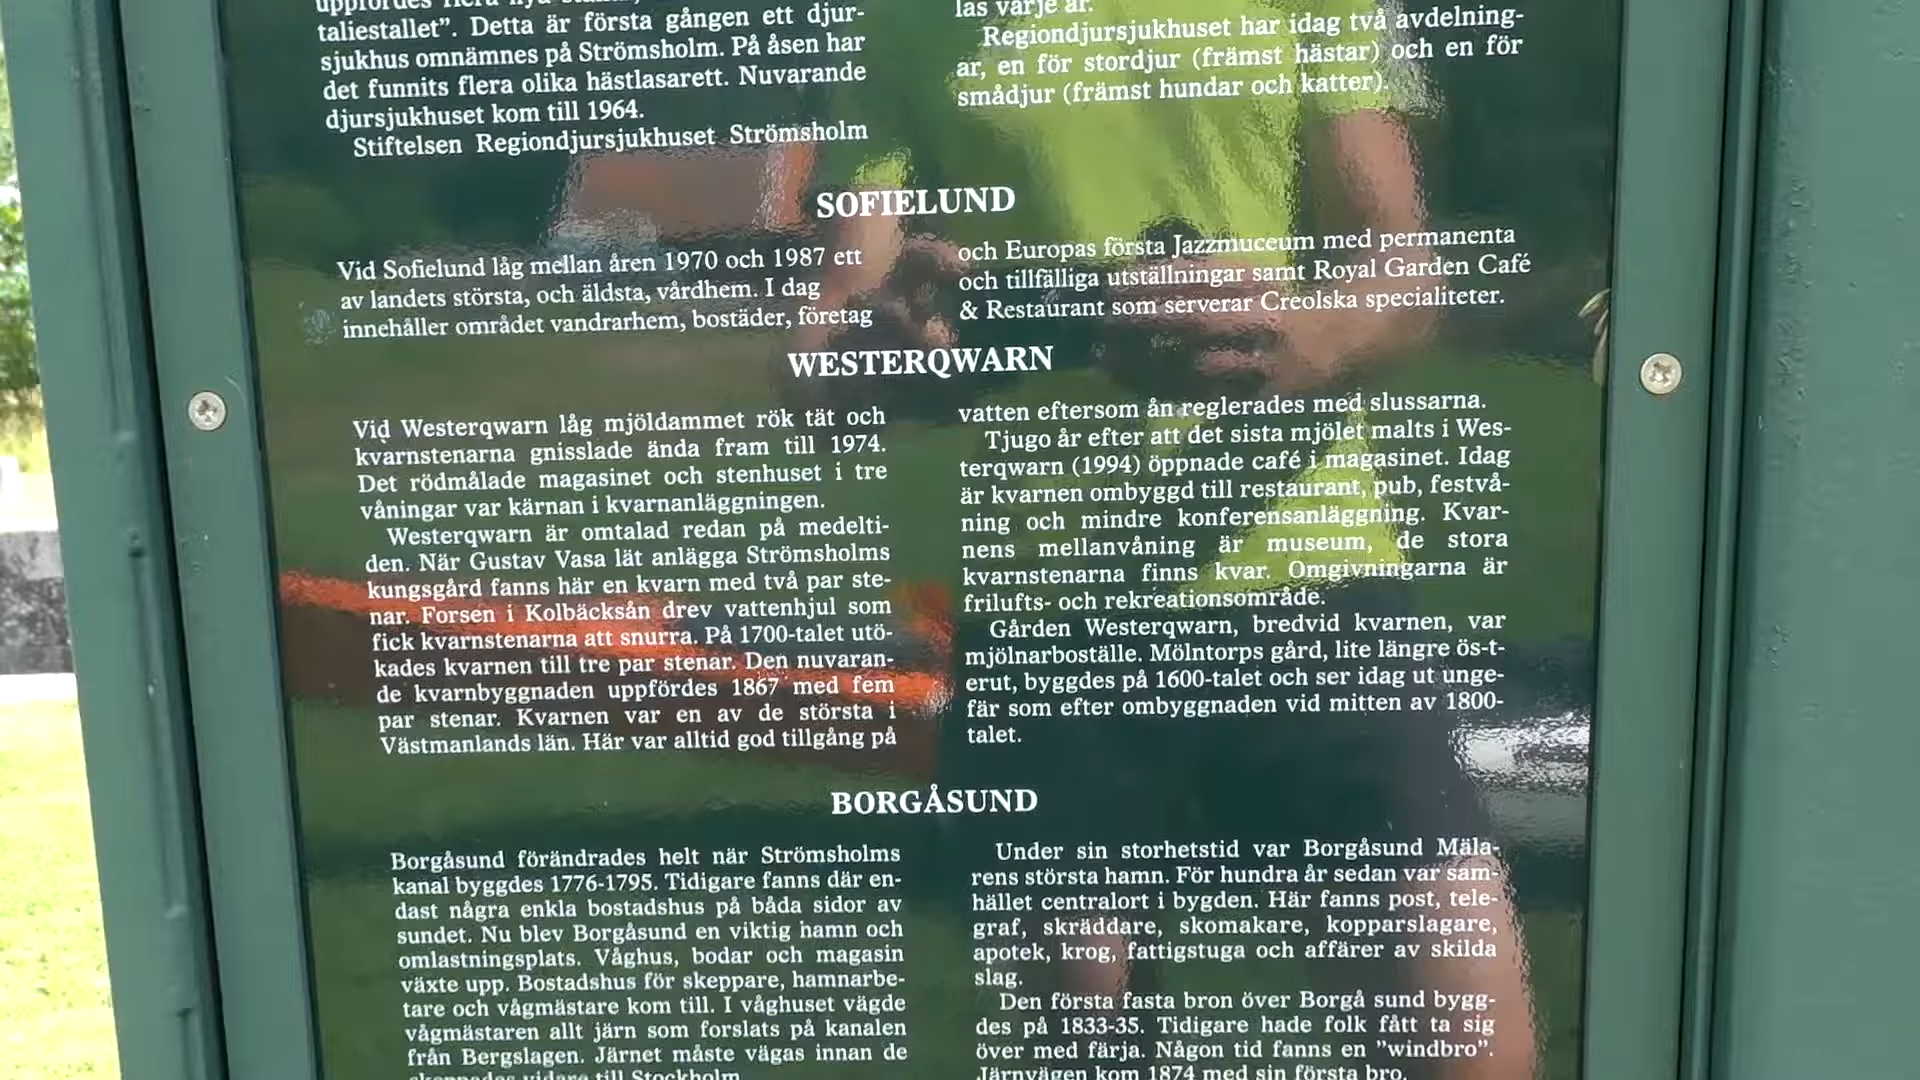 taliestallet". Detta är första gången ett djur-
sjukhus omnämnes på Strömsholm. På åsen har
det funnits flera olika hästlasarett. Nuvarande
djursjukhuset kom till 1964.
Stiftelsen Regiondjursjukhuset Strömsholm
las varje år.
Regiondjursjukhuset har idag två avdelning-
ar, en för stordjur (främst hästar) och en för
smådjur (främst hundar och katter).
SOFIELUND
Vid Sofielund låg mellan åren 1970 och 1987 ett
av landets största, och äldsta, vårdhem. I dag
innehåller området vandrarhem, bostäder, företag
och Europas första Jazzmuceum med permanenta
och tillfälliga utställningar samt Royal Garden Café
& Restaurant som serverar Creolska specialiteter.
WESTERQWARN
Vid Westerqwarn låg mjöldammet rök tät och
kvarnstenarna gnisslade ända fram till 1974.
Det rödmålade magasinet och stenhuset i tre
våningar var kärnan i kvarnanläggningen.
Westerqwarn är omtalad redan på medelti-
den. När Gustav Vasa lät anlägga Strömsholms
kungsgård fanns här en kvarn med två par ste-
nar. Forsen i Kolbäcksån drev vattenhjul som
fick kvarnstenarna att snurra. På 1700-talet utö-
kades kvarnen till tre par stenar. Den nuvaran-
de kvarnbyggnaden uppfördes 1867 med fem
par stenar. Kvarnen var en av de största i
Västmanlands län. Här var alltid god tillgång på
vatten eftersom ån reglerades med slussarna.
Tjugo år efter att det sista mjölet malts i Wes-
terqwarn (1994) öppnade café i magasinet. Idag
är kvarnen ombyggd till restaurant, pub, festvå-
ning och mindre konferensanläggning. Kvar-
nens mellanvåning är museum, de stora
kvarnstenarna finns kvar. Omgivningarna är
frilufts- och rekreationsområde.
Gården Westerqwarn, bredvid kvarnen, var
mjölnarboställe. Mölntorps gård, lite längre ös-t-
erut, byggdes på 1600-talet och ser idag ut unge-
fär som efter ombyggnaden vid mitten av 1800-
talet.
BORGÅSUND
Borgåsund förändrades helt när Strömsholms
kanal byggdes 1776-1795. Tidigare fanns där en-
dast några enkla bostadshus på båda sidor av
sundet. Nu blev Borgåsund en viktig hamn och
omlastningsplats. Våghus, bodar och magasin
växte upp. Bostadshus för skeppare, hamnarbe-
tare och vågmästare kom till. I våghuset vägde
vågmästaren allt järn som forslats på kanalen
från Bergslagen. Järnet måste vägas innan de
skeppades vidare till Stockholm.
Under sin storhetstid var Borgåsund Mäla-
rens största hamn. För hundra år sedan var sam-
hället centralort i bygden. Här fanns post, tele-
graf, skräddare, skomakare, kopparslagare,
apotek, krog, fattigstuga och affärer av skilda
slag.
Den första fasta bron över Borgå sund bygg-
des på 1833-35. Tidigare hade folk fått ta sig
över med färja. Någon tid fanns en "windbro".
Järnvägen kom 1874 med sin första bro.